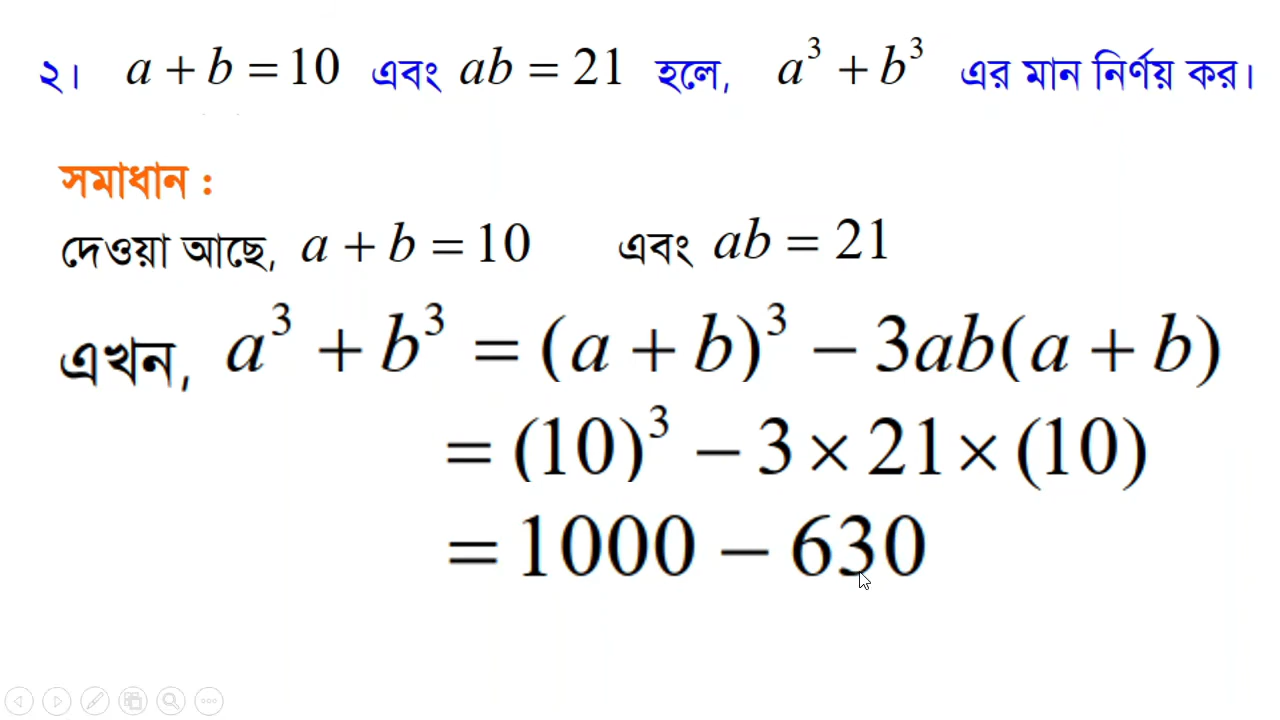 ২। a + b = 10 এবং ab = 21 হলে, a³ + b³ এর মান নির্ণয় কর।
সমাধান :
দেওয়া আছে, a + b = 10 এবং ab = 21
এখন, a³ + b³ = (a + b)³ − 3ab(a + b)
= (10)³ − 3 × 21 × (10)
= 1000 − 630